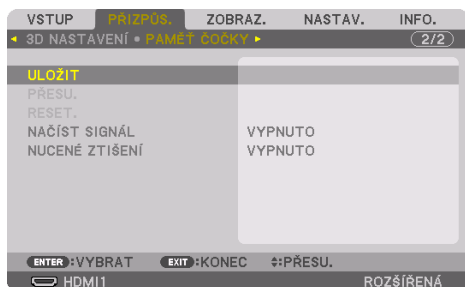 VSTUP PŘIZPŮS. ZOBRAZ. NASTAV. INFO.
3D NASTAVENÍ • PAMĚŤ ČOČKY 2/2
ULOŽIT
PŘESU.
RESET.
NAČÍST SIGNÁL VYPNUTO
NUCENÉ ZTIŠENÍ VYPNUTO
ENTER :VYBRAT EXIT :KONEC :PŘESU.
HDMI1 ROZŠÍŘENÁ